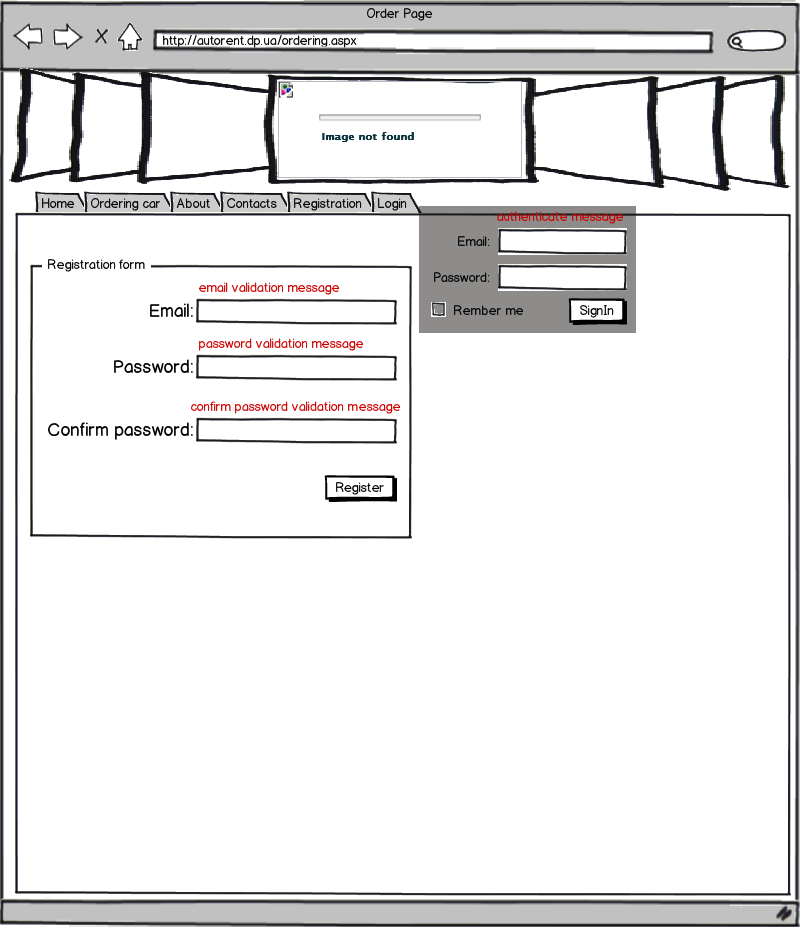 Order Page
http://autorent.dp.ua/ordering.aspx
Image not found
Home Ordering car About Contacts Registration Login
authenticate message
Email:
Password:
Rember me SignIn
Registration form
email validation message
Email:
password validation message
Password:
confirm password validation message
Confirm password:
Register